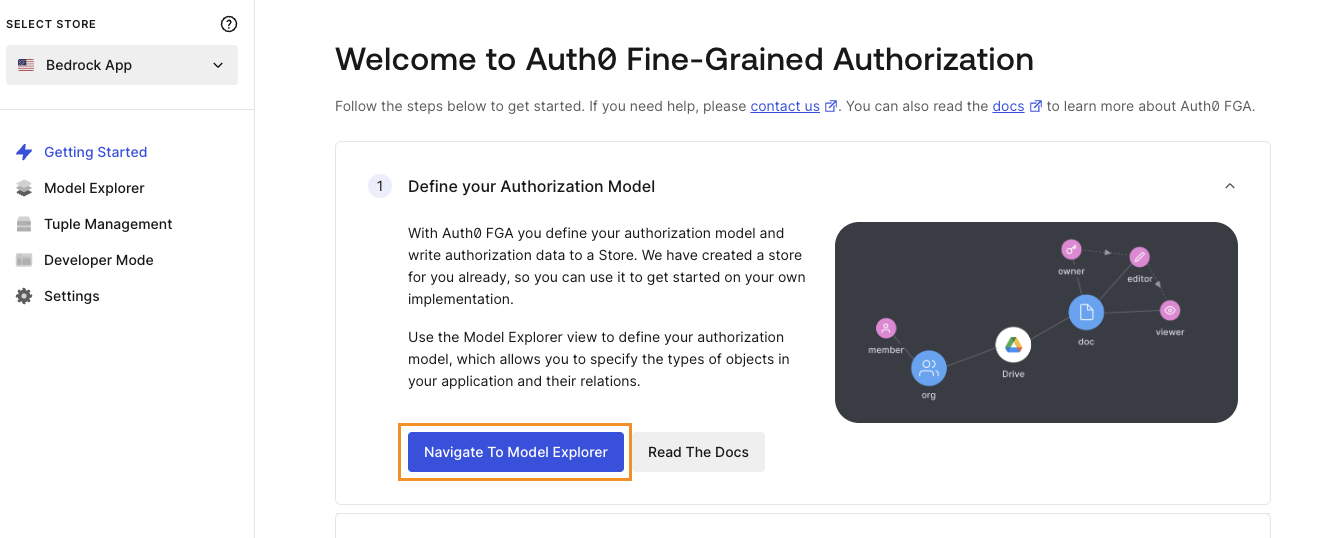 SELECT STORE
Bedrock App
Getting Started
Model Explorer
Tuple Management
Developer Mode
Settings
Welcome to Auth0 Fine-Grained Authorization
Follow the steps below to get started. If you need help, please contact us. You can also read the docs to learn more about Auth0 FGA.
1 Define your Authorization Model
With Auth0 FGA you define your authorization model and
write authorization data to a Store. We have created a store
for you already, so you can use it to get started on your own
implementation.
Use the Model Explorer view to define your authorization
model, which allows you to specify the types of objects in
your application and their relations.
Navigate To Model Explorer
Read The Docs
owner
editor
viewer
doc
member
Drive
org